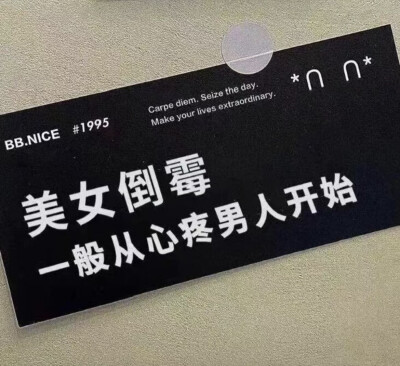 BB.NICE #1995
Carpe diem. Seize the day.
Make your lives extraordinary.
*∩ ∩*
美女倒霉
一般从心疼男人开始